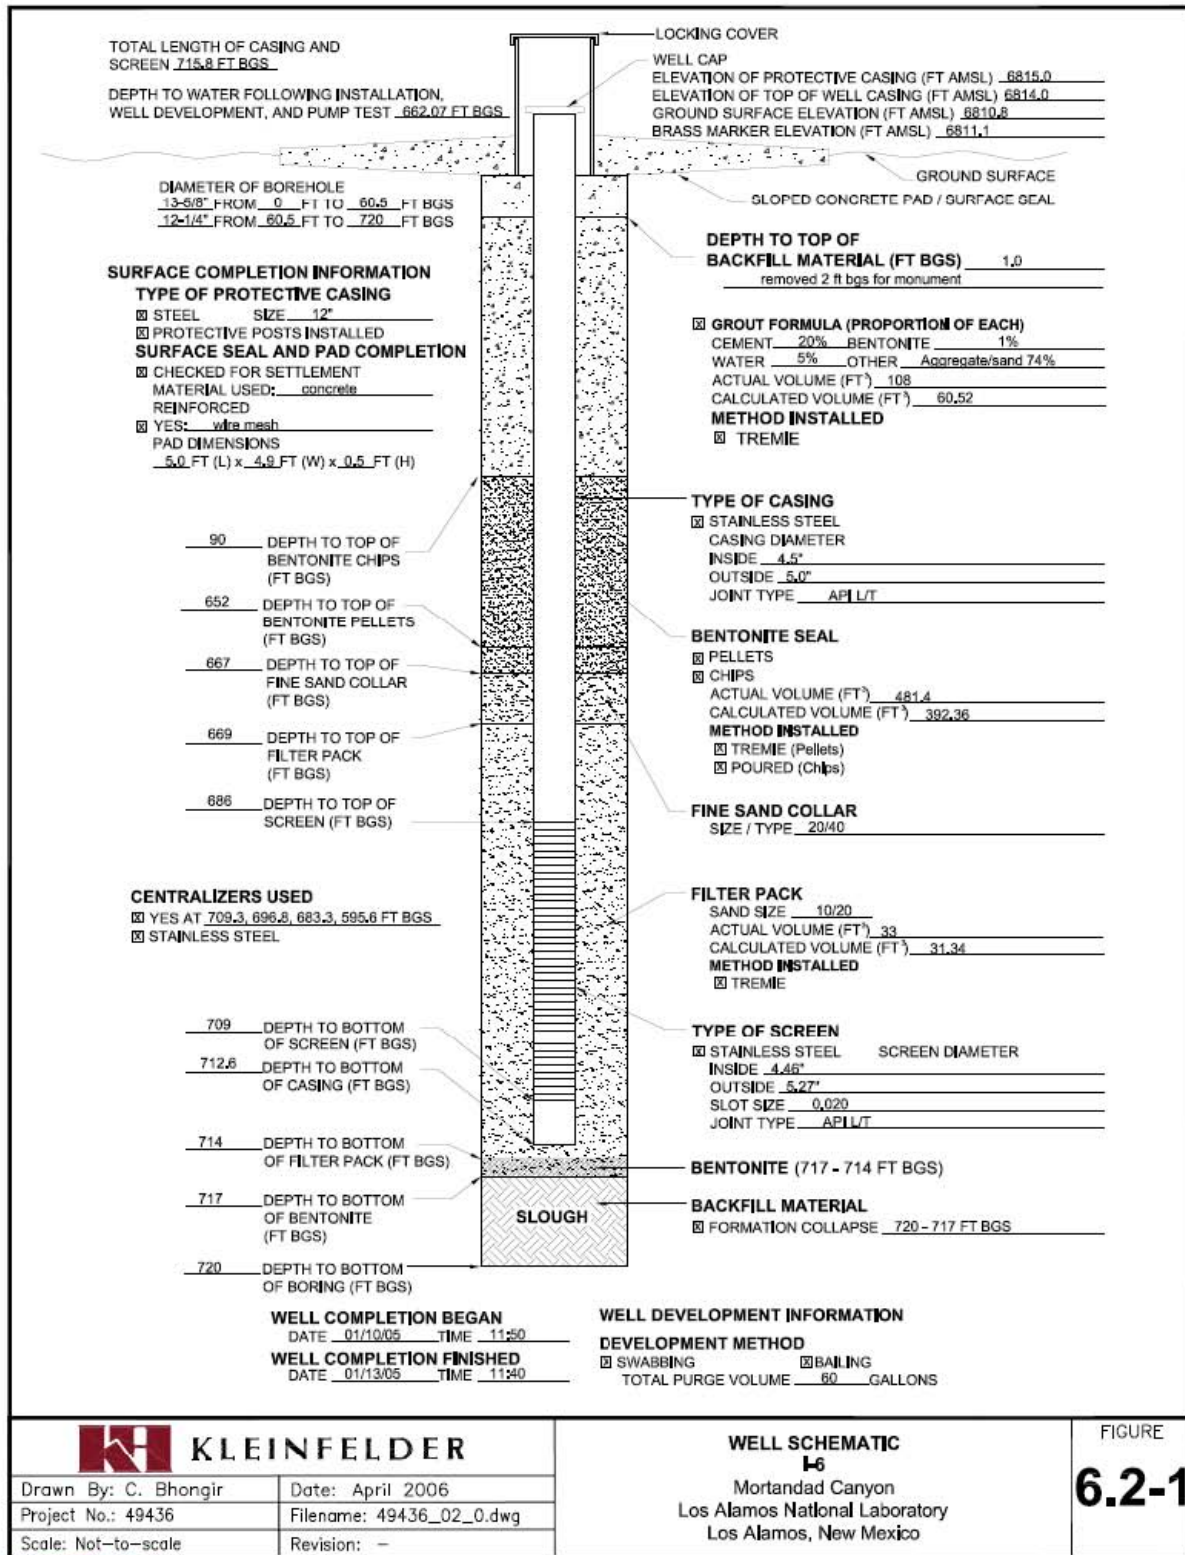 TOTAL LENGTH OF CASING AND
SCREEN 715.8 FT BGS
DEPTH TO WATER FOLLOWING INSTALLATION,
WELL DEVELOPMENT, AND PUMP TEST 662.07 FT BGS
LOCKING COVER
WELL CAP
ELEVATION OF PROTECTIVE CASING (FT AMSL) 6815.0
ELEVATION OF TOP OF WELL CASING (FT AMSL) 6814.0
GROUND SURFACE ELEVATION (FT AMSL) 6810.8
BRASS MARKER ELEVATION (FT AMSL) 6811.1
GROUND SURFACE
SLOPED CONCRETE PAD / SURFACE SEAL
DIAMETER OF BOREHOLE
13-5/8" FROM 0 FT TO 60.5 FT BGS
12-1/4" FROM 60.5 FT TO 720 FT BGS
DEPTH TO TOP OF
BACKFILL MATERIAL (FT BGS) 1.0
removed 2 ft bgs for monument
SURFACE COMPLETION INFORMATION
TYPE OF PROTECTIVE CASING
☒ STEEL SIZE 12"
☒ PROTECTIVE POSTS INSTALLED
SURFACE SEAL AND PAD COMPLETION
☒ CHECKED FOR SETTLEMENT
MATERIAL USED: concrete
REINFORCED
☒ YES: wire mesh
PAD DIMENSIONS
5.0 FT (L) x 4.9 FT (W) x 0.5 FT (H)
☒ GROUT FORMULA (PROPORTION OF EACH)
CEMENT 20% BENTONITE 1%
WATER 5% OTHER Aggregate/sand 74%
ACTUAL VOLUME (FT³) 108
CALCULATED VOLUME (FT³) 60.52
METHOD INSTALLED
☒ TREMIE
TYPE OF CASING
☒ STAINLESS STEEL
CASING DIAMETER
INSIDE 4.5"
OUTSIDE 5.0"
JOINT TYPE API L/T
90 DEPTH TO TOP OF
BENTONITE CHIPS
(FT BGS)
652 DEPTH TO TOP OF
BENTONITE PELLETS
(FT BGS)
667 DEPTH TO TOP OF
FINE SAND COLLAR
(FT BGS)
669 DEPTH TO TOP OF
FILTER PACK
(FT BGS)
686 DEPTH TO TOP OF
SCREEN (FT BGS)
BENTONITE SEAL
☒ PELLETS
☒ CHIPS
ACTUAL VOLUME (FT³) 481.4
CALCULATED VOLUME (FT³) 392.36
METHOD INSTALLED
☒ TREMIE (Pellets)
☒ POURED (Chips)
FINE SAND COLLAR
SIZE / TYPE 20/40
CENTRALIZERS USED
☒ YES AT 709.3, 696.8, 683.3, 595.6 FT BGS
☒ STAINLESS STEEL
FILTER PACK
SAND SIZE 10/20
ACTUAL VOLUME (FT³) 33
CALCULATED VOLUME (FT³) 31.34
METHOD INSTALLED
☒ TREMIE
709 DEPTH TO BOTTOM
OF SCREEN (FT BGS)
712.6 DEPTH TO BOTTOM
OF CASING (FT BGS)
714 DEPTH TO BOTTOM
OF FILTER PACK (FT BGS)
717 DEPTH TO BOTTOM
OF BENTONITE
(FT BGS)
720 DEPTH TO BOTTOM
OF BORING (FT BGS)
TYPE OF SCREEN
☒ STAINLESS STEEL SCREEN DIAMETER
INSIDE 4.46"
OUTSIDE 5.27"
SLOT SIZE 0.020
JOINT TYPE API L/T
BENTONITE (717 - 714 FT BGS)
SLOUGH
BACKFILL MATERIAL
☒ FORMATION COLLAPSE 720 - 717 FT BGS
WELL COMPLETION BEGAN
DATE 01/10/05 TIME 11:50
WELL COMPLETION FINISHED
DATE 01/13/05 TIME 11:40
WELL DEVELOPMENT INFORMATION
DEVELOPMENT METHOD
☒ SWABBING ☒ BAILING
TOTAL PURGE VOLUME 60 GALLONS
KLEINFELDER
Drawn By: C. Bhongir
Date: April 2006
Project No.: 49436
Filename: 49436_02_0.dwg
Scale: Not-to-scale
Revision: –
WELL SCHEMATIC
I-6
Mortandad Canyon
Los Alamos National Laboratory
Los Alamos, New Mexico
FIGURE
6.2-1